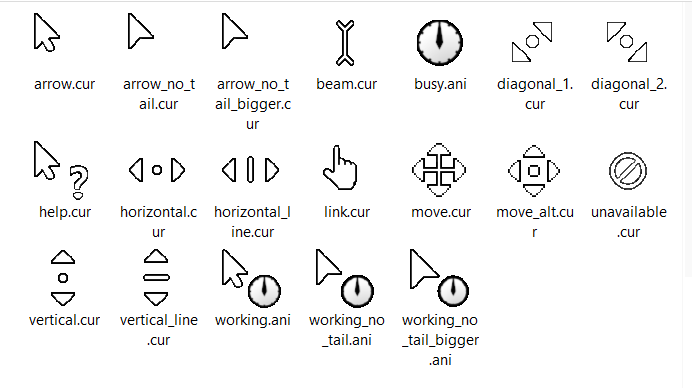 arrow.cur
arrow_no_t
ail.cur
arrow_no_t
ail_bigger.c
ur
beam.cur
busy.ani
diagonal_1.
cur
diagonal_2.
cur
help.cur
horizontal.c
ur
horizontal_l
ine.cur
link.cur
move.cur
move_alt.cu
r
unavailable
.cur
vertical.cur
vertical_line
.cur
working.ani
working_no
_tail.ani
working_no
_tail_bigger
.ani